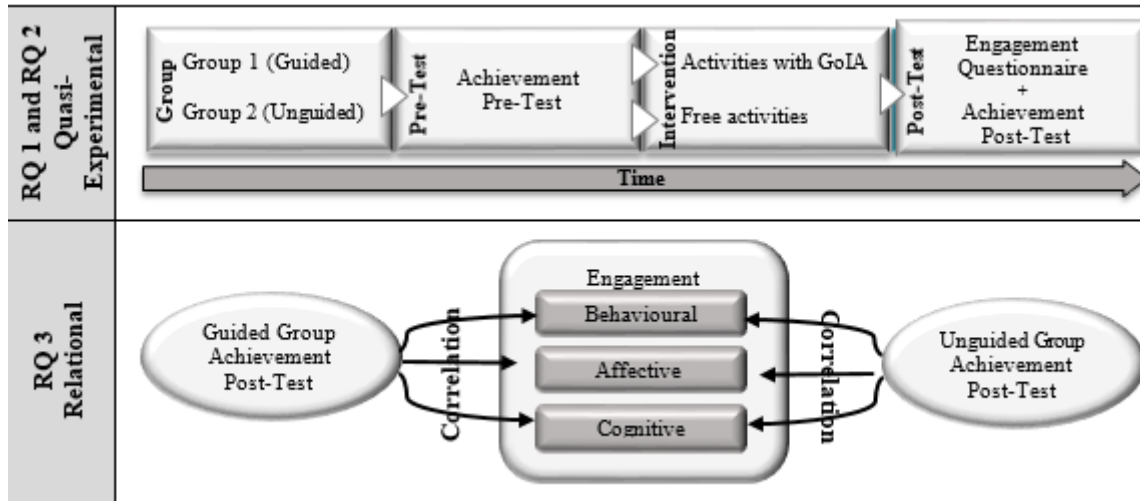 RQ 1 and RQ 2
Quasi-
Experimental
Group
Group 1 (Guided)
Group 2 (Unguided)
Pre-Test
Achievement
Pre-Test
Intervention
Activities with GoIA
Free activities
Post-Test
Engagement
Questionnaire
+
Achievement
Post-Test
Time
RQ 3
Relational
Guided Group
Achievement
Post-Test
Correlation
Engagement
Behavioural
Affective
Cognitive
Correlation
Unguided Group
Achievement
Post-Test